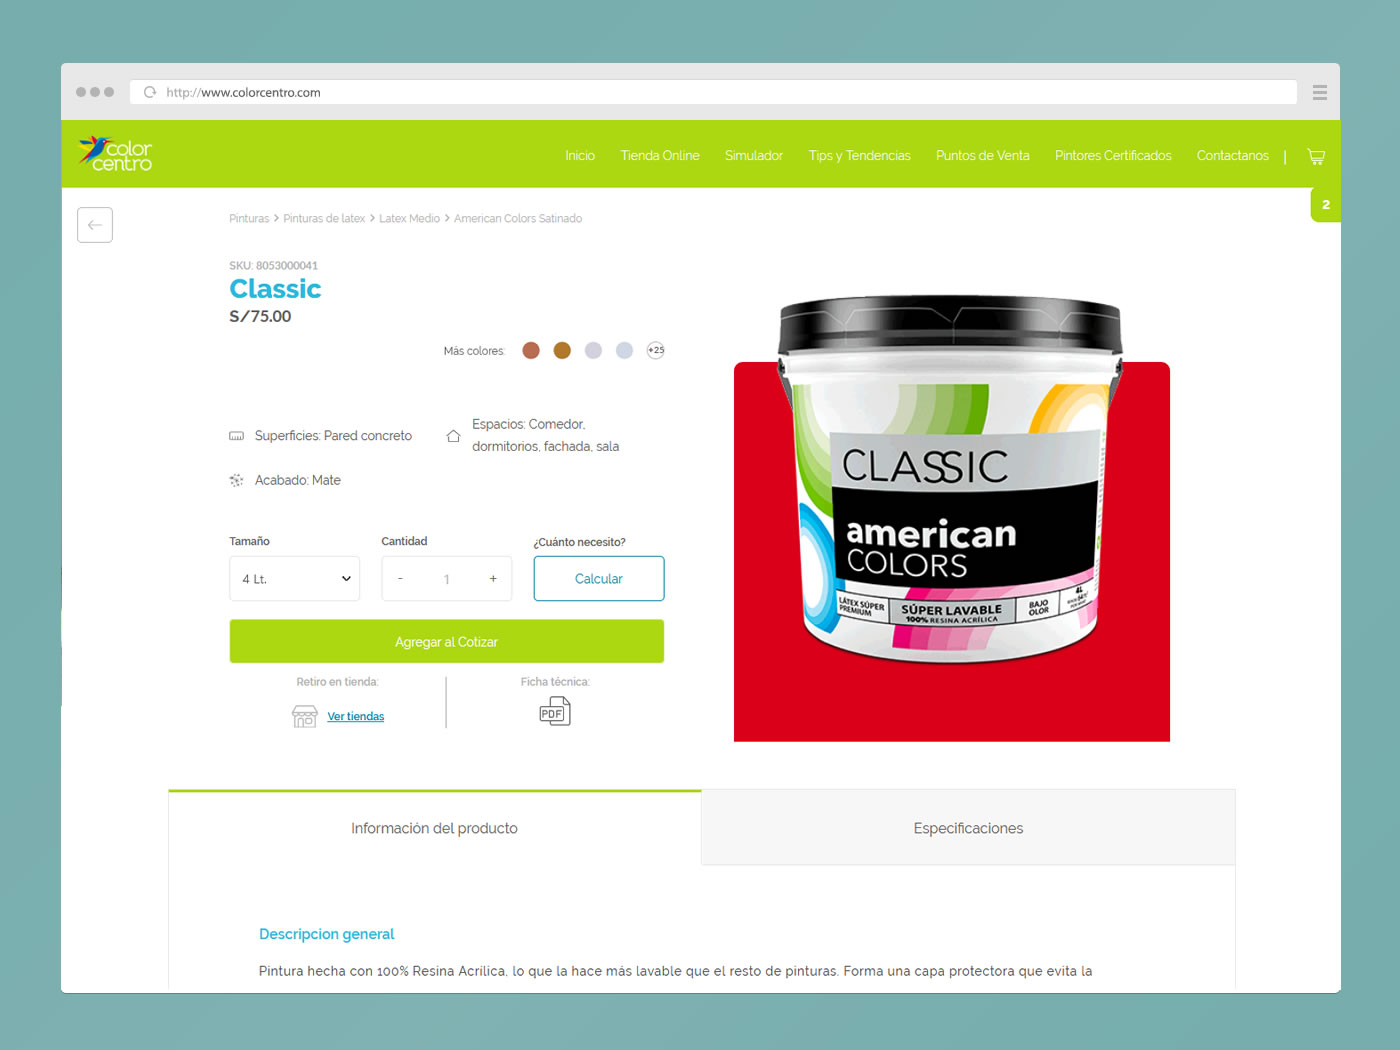 http://www.colorcentro.com
color
centro
Inicio
Tienda Online
Simulador
Tips y Tendencias
Puntos de Venta
Pintores Certificados
Contactanos
|
2
Pinturas > Pinturas de latex > Latex Medio > American Colors Satinado
SKU: 8053000041
Classic
S/75.00
Más colores:
+25
Superficies: Pared concreto
Espacios: Comedor,
dormitorios, fachada, sala
Acabado: Mate
Tamaño
Cantidad
¿Cuánto necesito?
4 Lt.
- 1 +
Calcular
Agregar al Cotizar
Retiro en tienda:
Ver tiendas
Ficha técnica:
PDF
CLASSIC
american
COLORS
LÁTEX SÚPER
PREMIUM
SÚPER LAVABLE
100% RESINA ACRÍLICA
BAJO
OLOR
4L
Información del producto
Especificaciones
Descripcion general
Pintura hecha con 100% Resina Acrilica, lo que la hace más lavable que el resto de pinturas. Forma una capa protectora que evita la